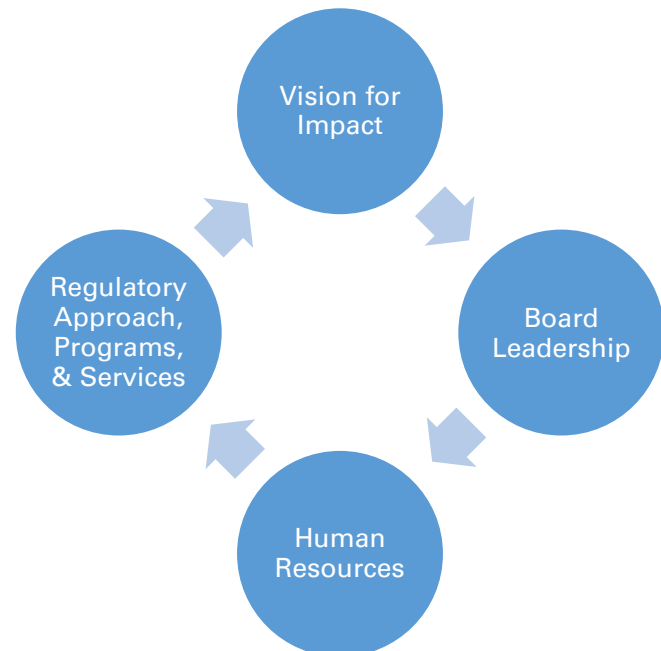 Vision for
Impact
Board
Leadership
Human
Resources
Regulatory
Approach,
Programs,
& Services